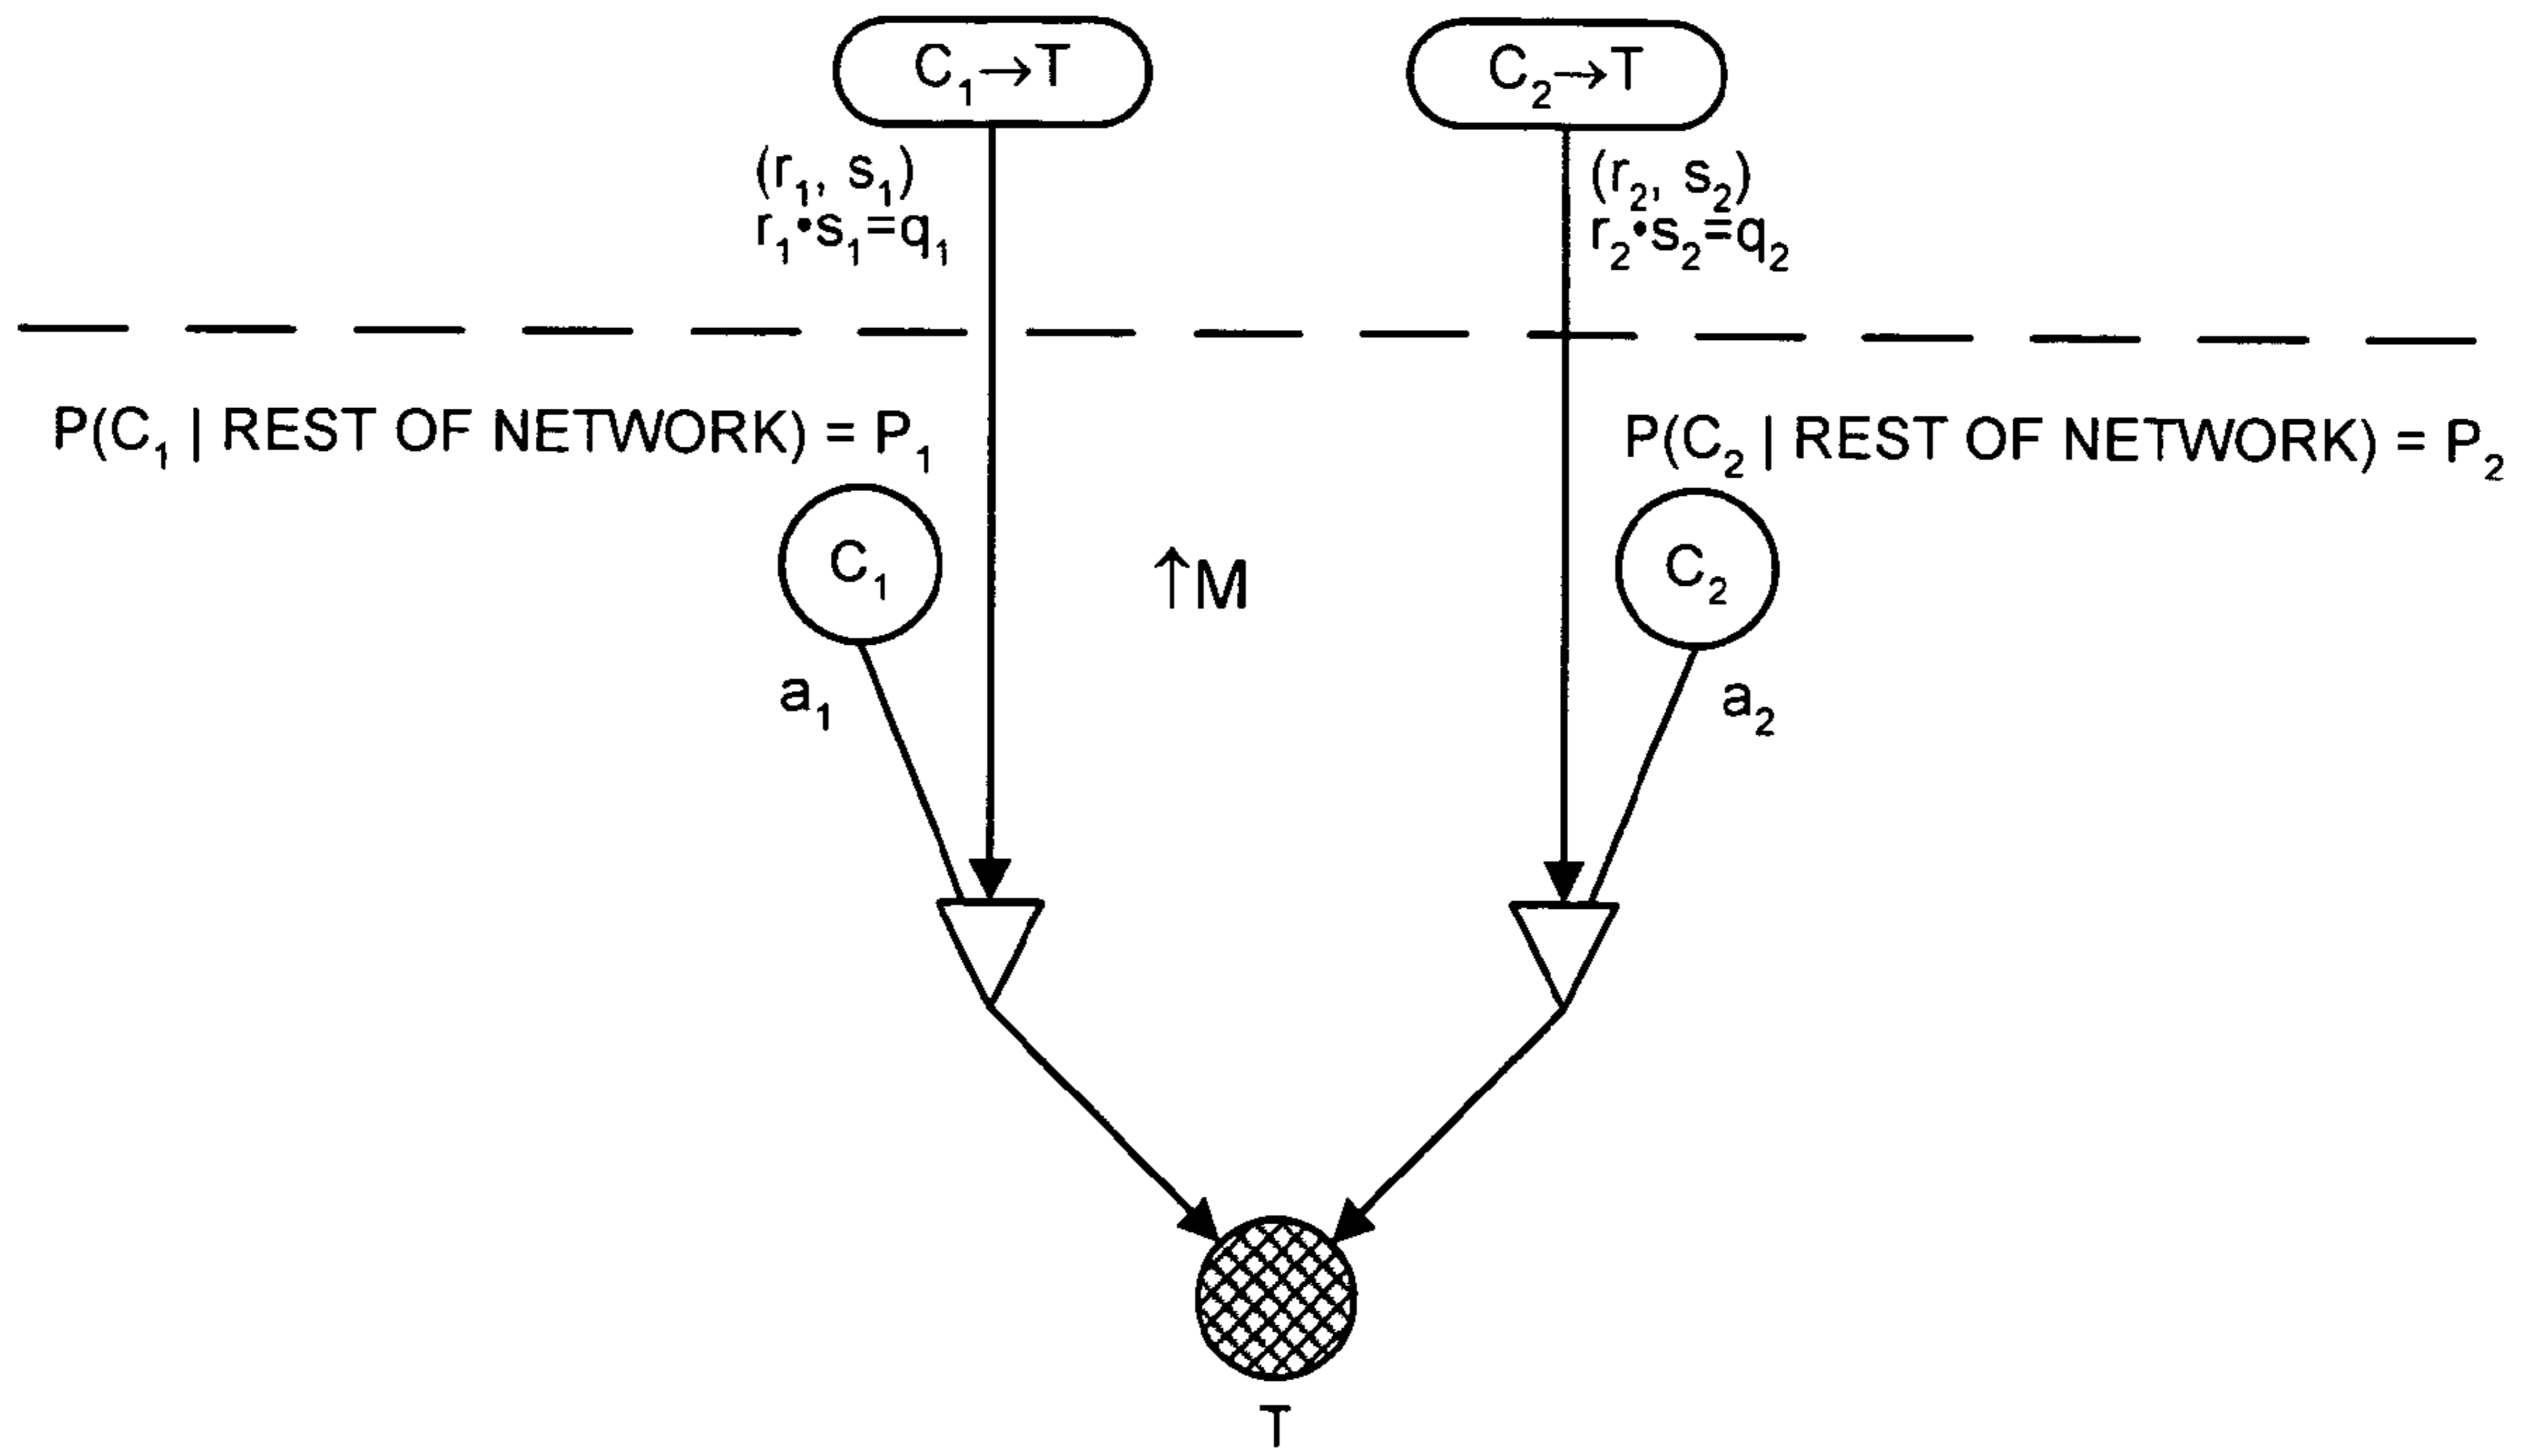 C₁→T
C₂→T
(r₁, s₁)
r₁•s₁=q₁
(r₂, s₂)
r₂•s₂=q₂
P(C₁ | REST OF NETWORK) = P₁
P(C₂ | REST OF NETWORK) = P₂
C₁
↑M
C₂
a₁
a₂
T